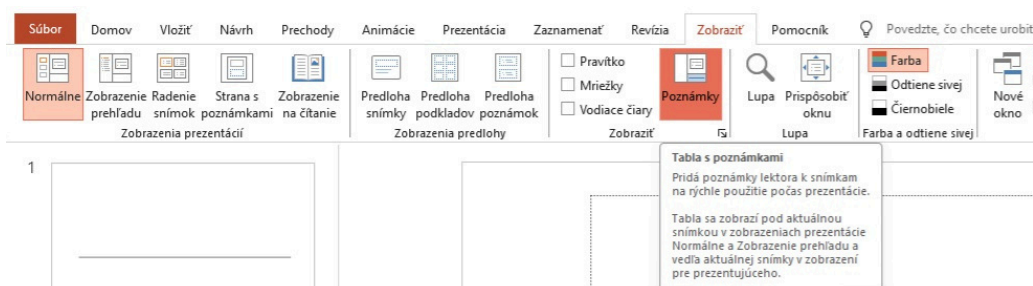 Súbor Domov Vložiť Návrh Prechody Animácie Prezentácia Zaznamenať Revízia Zobraziť Pomocník Povedzte, čo chcete urobiť
Normálne Zobrazenie prehľadu Radenie snímok Strana s poznámkami Zobrazenie na čítanie
Zobrazenia prezentácií
Predloha snímky Predloha podkladov Predloha poznámok
Zobrazenia predlohy
Pravítko
Mriežky
Vodiace čiary
Poznámky
Zobraziť
Lupa Prispôsobiť oknu
Lupa
Farba
Odtiene sivej
Čiernobiele
Farba a odtiene sivej
Nové okno
1
Tabla s poznámkami
Pridá poznámky lektora k snímkam
na rýchle použitie počas prezentácie.
Tabla sa zobrazí pod aktuálnou
snímkou v zobrazeniach prezentácie
Normálne a Zobrazenie prehľadu a
vedľa aktuálnej snímky v zobrazení
pre prezentujúceho.